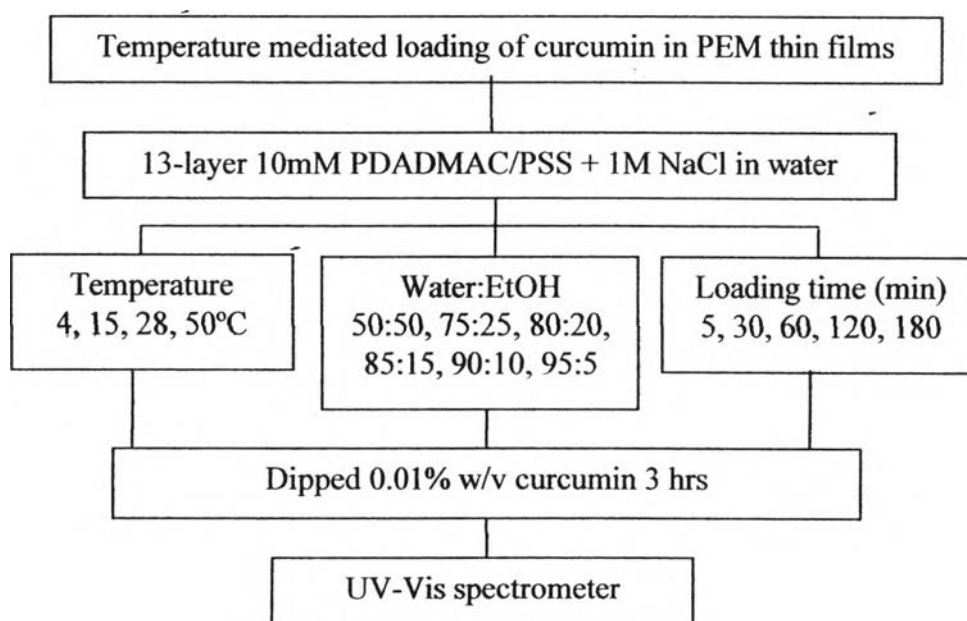 Temperature mediated loading of curcumin in PEM thin films
13-layer 10mM PDADMAC/PSS + 1M NaCl in water
Temperature
4, 15, 28, 50ºC
Water:EtOH
50:50, 75:25, 80:20,
85:15, 90:10, 95:5
Loading time (min)
5, 30, 60, 120, 180
Dipped 0.01% w/v curcumin 3 hrs
UV-Vis spectrometer